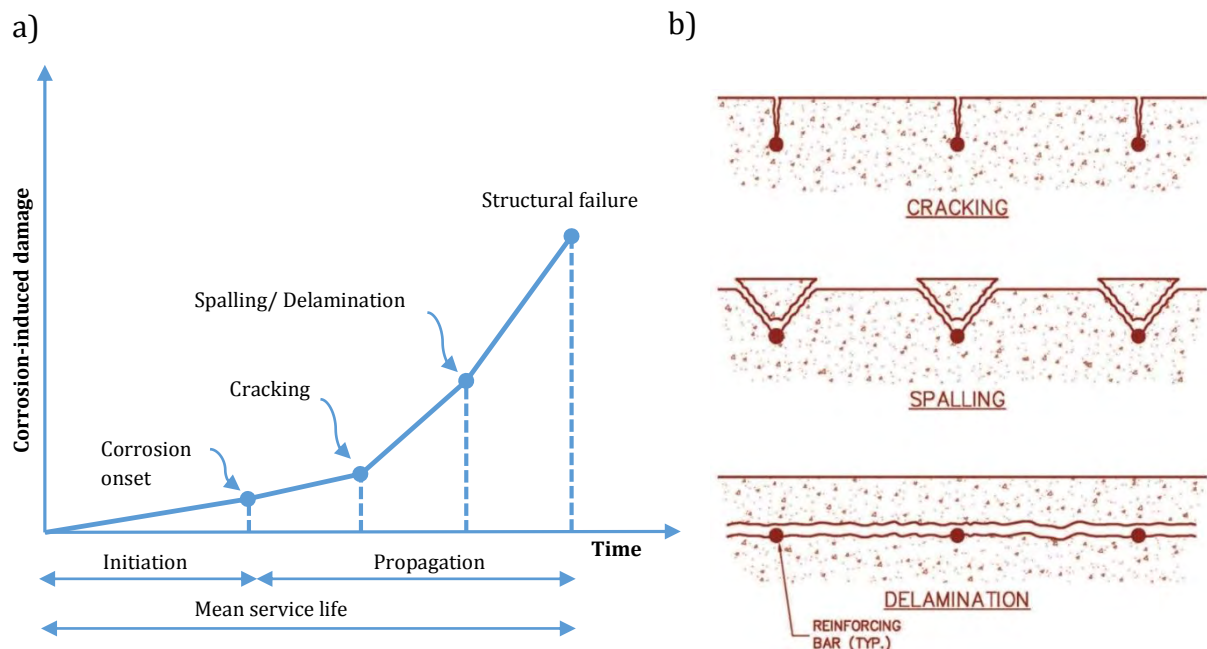 a)
Corrosion-induced damage
Structural failure
Spalling/ Delamination
Cracking
Corrosion
onset
Time
Initiation
Propagation
Mean service life
b)
CRACKING
SPALLING
DELAMINATION
REINFORCING
BAR (TYP.)